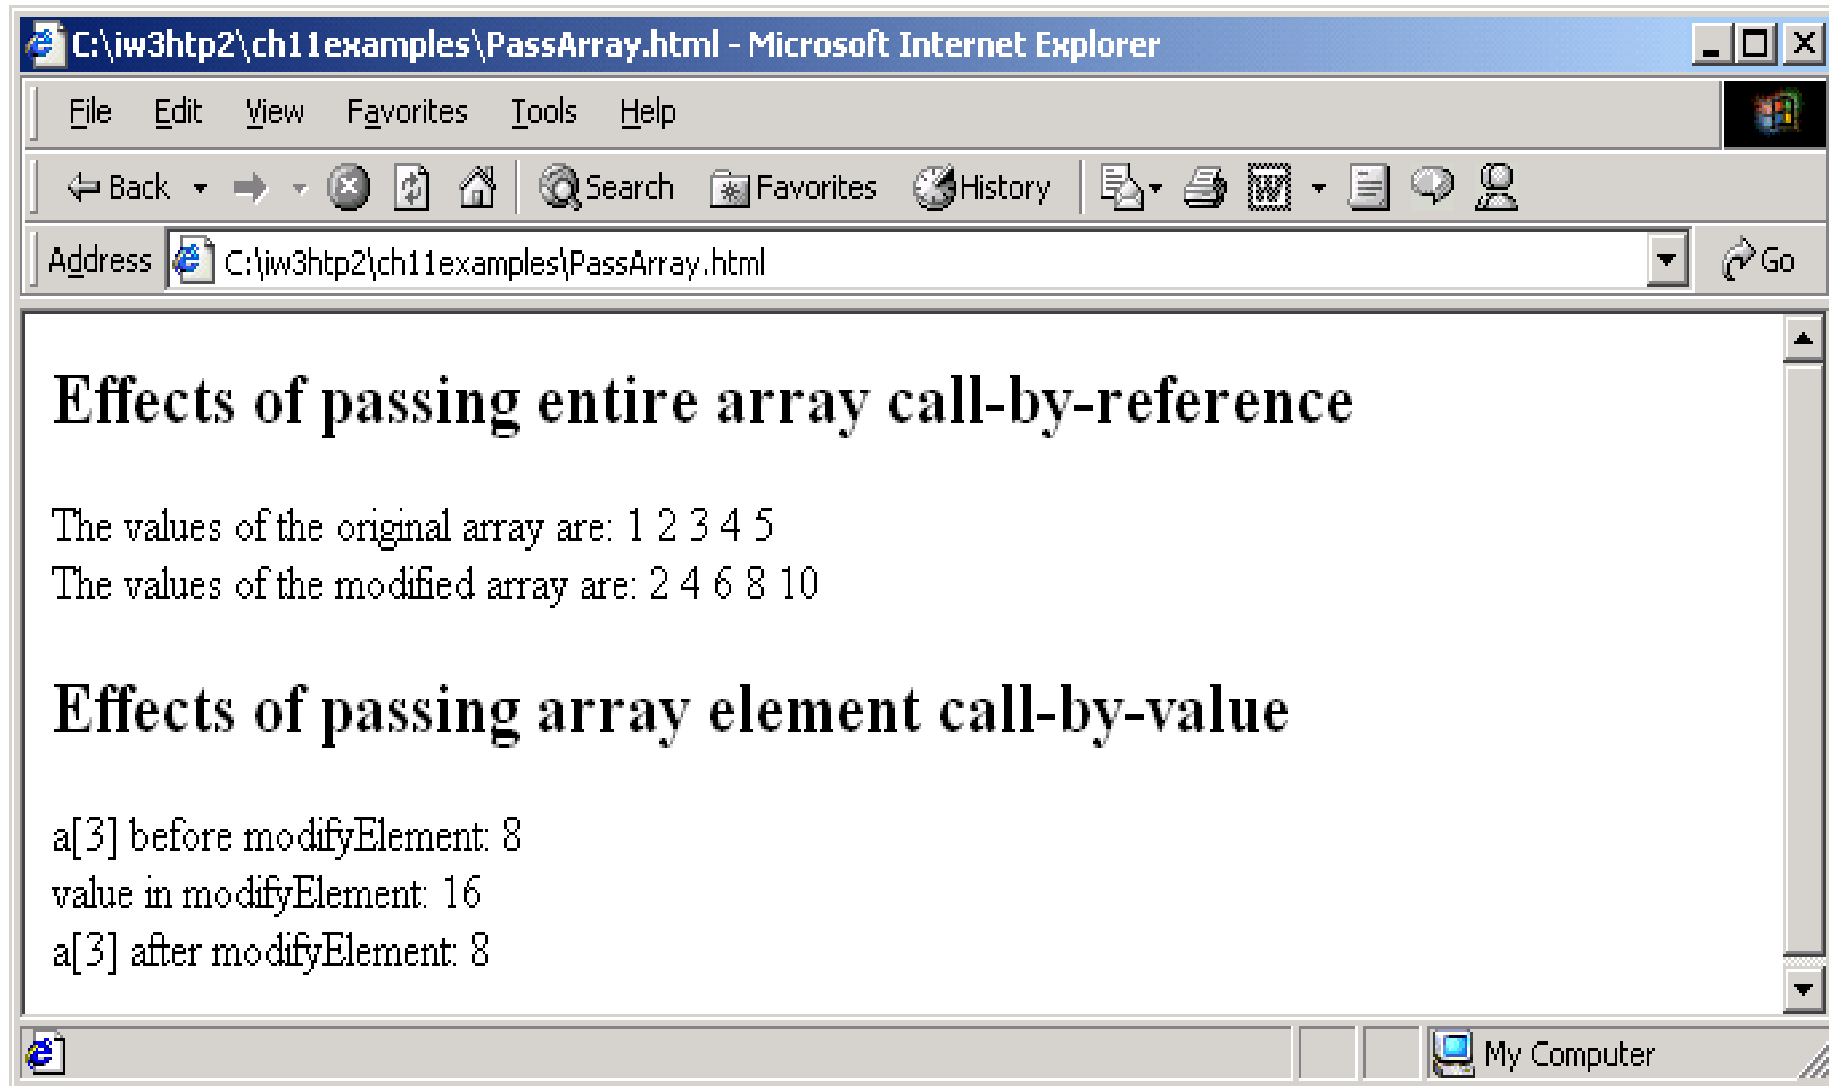 C:\iw3htp2\ch11examples\PassArray.html - Microsoft Internet Explorer
File Edit View Favorites Tools Help
Back Search Favorites History
Address C:\iw3htp2\ch11examples\PassArray.html Go
Effects of passing entire array call-by-reference
The values of the original array are: 1 2 3 4 5
The values of the modified array are: 2 4 6 8 10
Effects of passing array element call-by-value
a[3] before modifyElement: 8
value in modifyElement: 16
a[3] after modifyElement: 8
My Computer